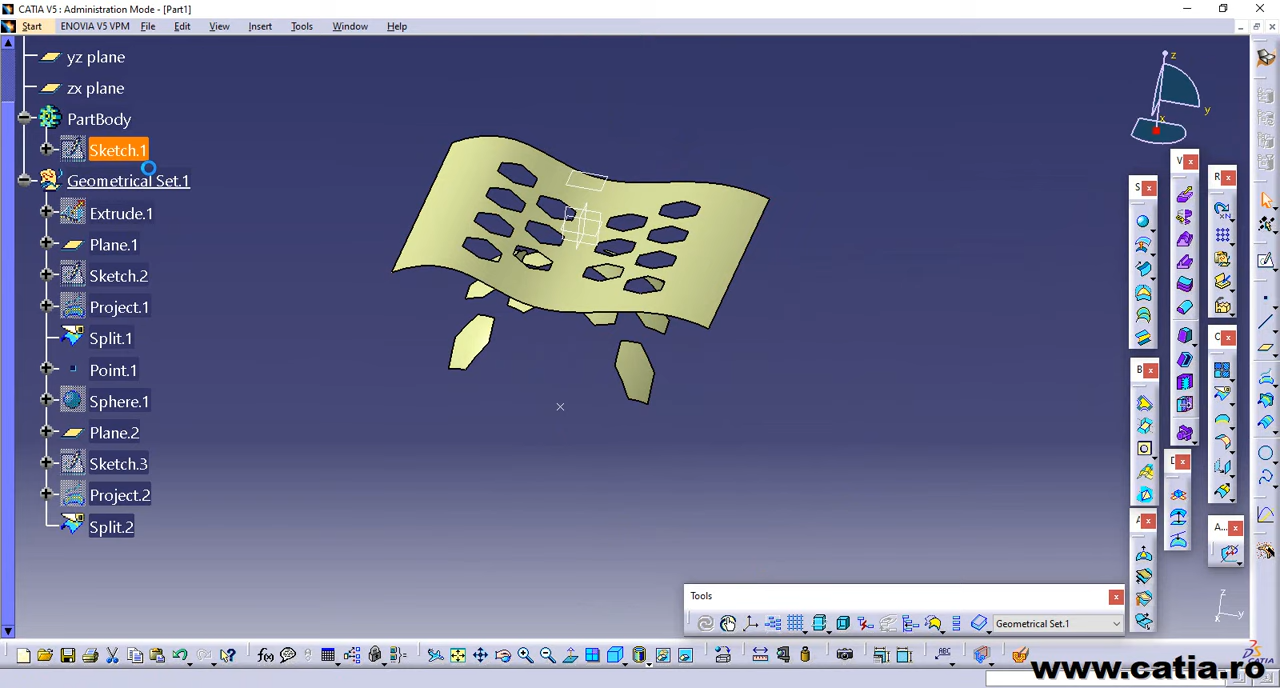 CATIA V5 : Administration Mode - [Part1]
Start ENOVIA V5 VPM File Edit View Insert Tools Window Help
yz plane
zx plane
PartBody
Sketch.1
Geometrical Set.1
Extrude.1
Plane.1
Sketch.2
Project.1
Split.1
Point.1
Sphere.1
Plane.2
Sketch.3
Project.2
Split.2
z
y
x
V
R
S
C
B
D
A
A...
Tools
Geometrical Set.1
z
y
x
www.catia.ro